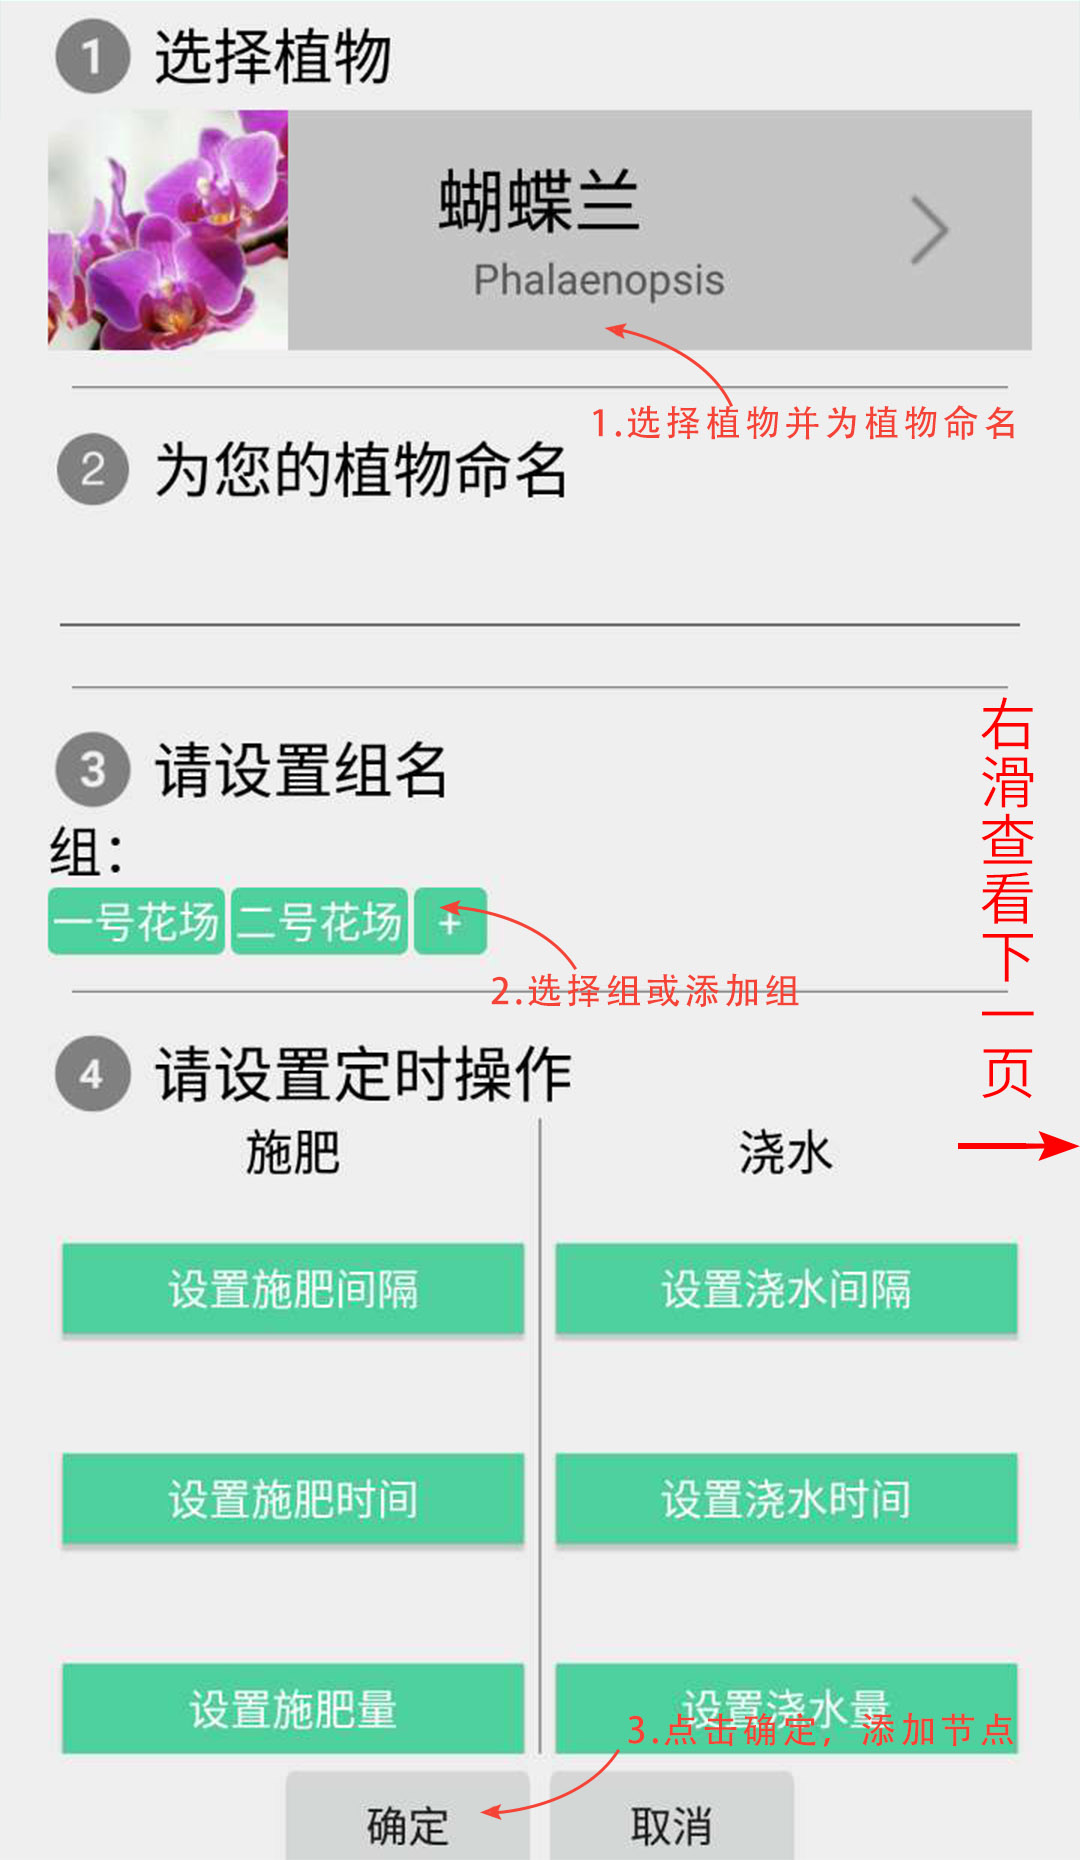 1 选择植物
蝴蝶兰
Phalaenopsis
1.选择植物并为植物命名
2 为您的植物命名
3 请设置组名
组：
一号花场 二号花场 +
2.选择组或添加组
右滑查看下一页
4 请设置定时操作
施肥 浇水
设置施肥间隔 设置浇水间隔
设置施肥时间 设置浇水时间
设置施肥量 设置浇水量
3.点击确定，添加节点
确定 取消